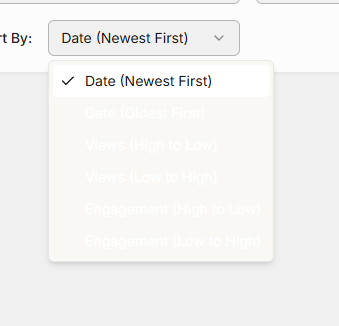 rt By:
Date (Newest First)
Date (Newest First)
Date (Oldest First)
Views (High to Low)
Views (Low to High)
Engagement (High to Low)
Engagement (Low to High)